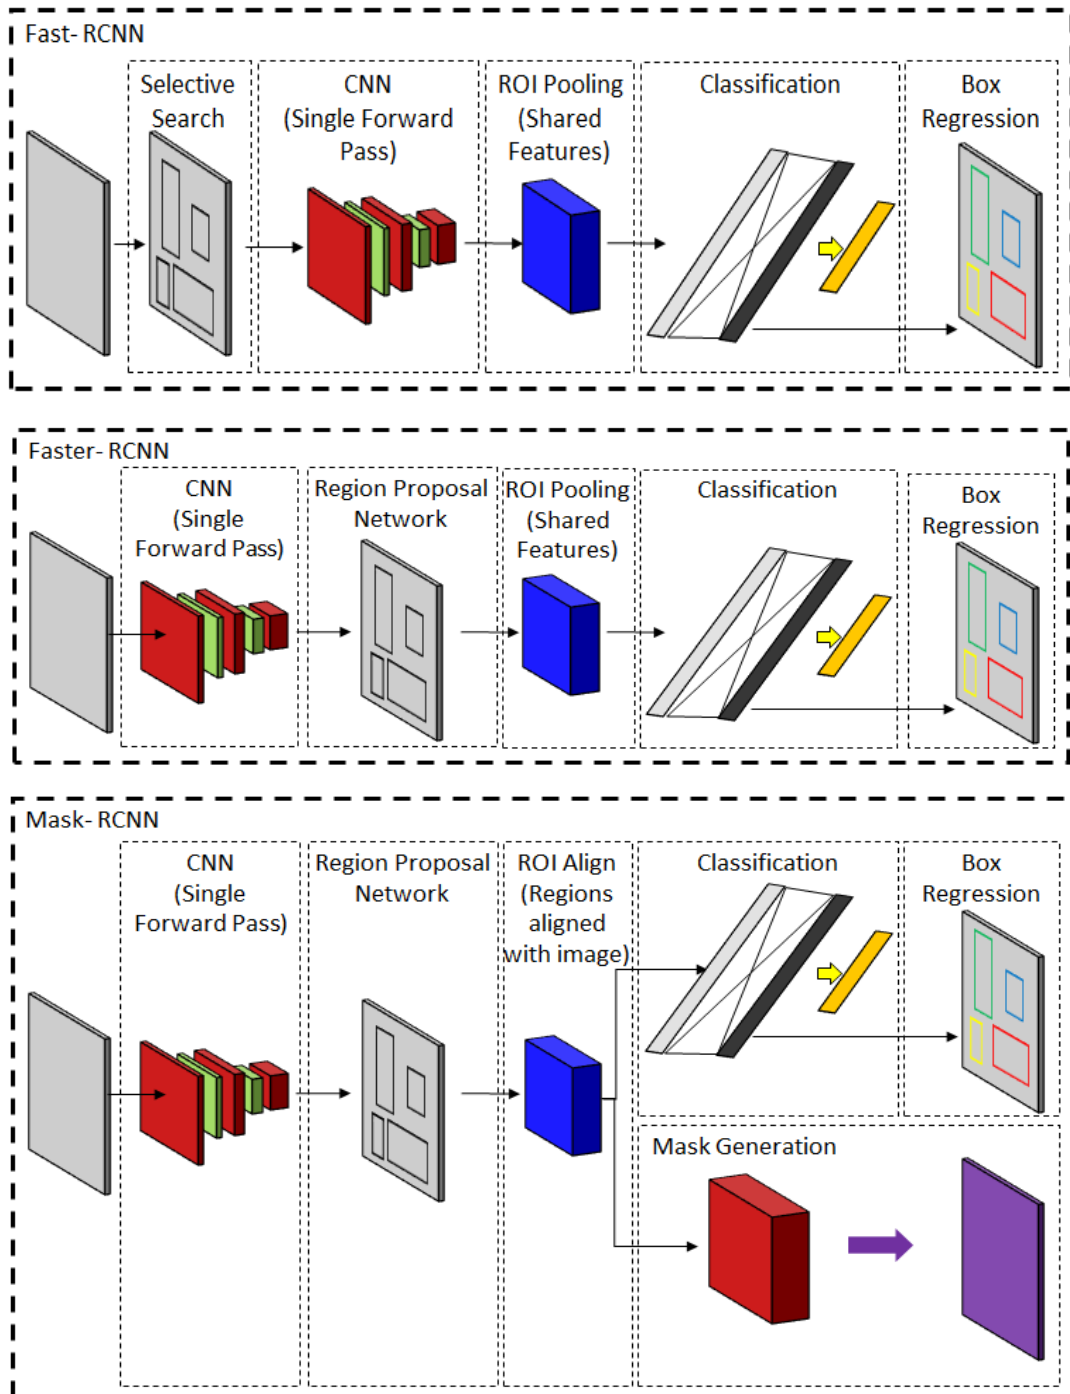 Fast- RCNN
Selective
Search
CNN
(Single Forward
Pass)
ROI Pooling
(Shared
Features)
Classification
Box
Regression
Faster- RCNN
CNN
(Single
Forward Pass)
Region Proposal
Network
ROI Pooling
(Shared
Features)
Classification
Box
Regression
Mask- RCNN
CNN
(Single
Forward Pass)
Region Proposal
Network
ROI Align
(Regions
aligned
with image)
Classification
Box
Regression
Mask Generation